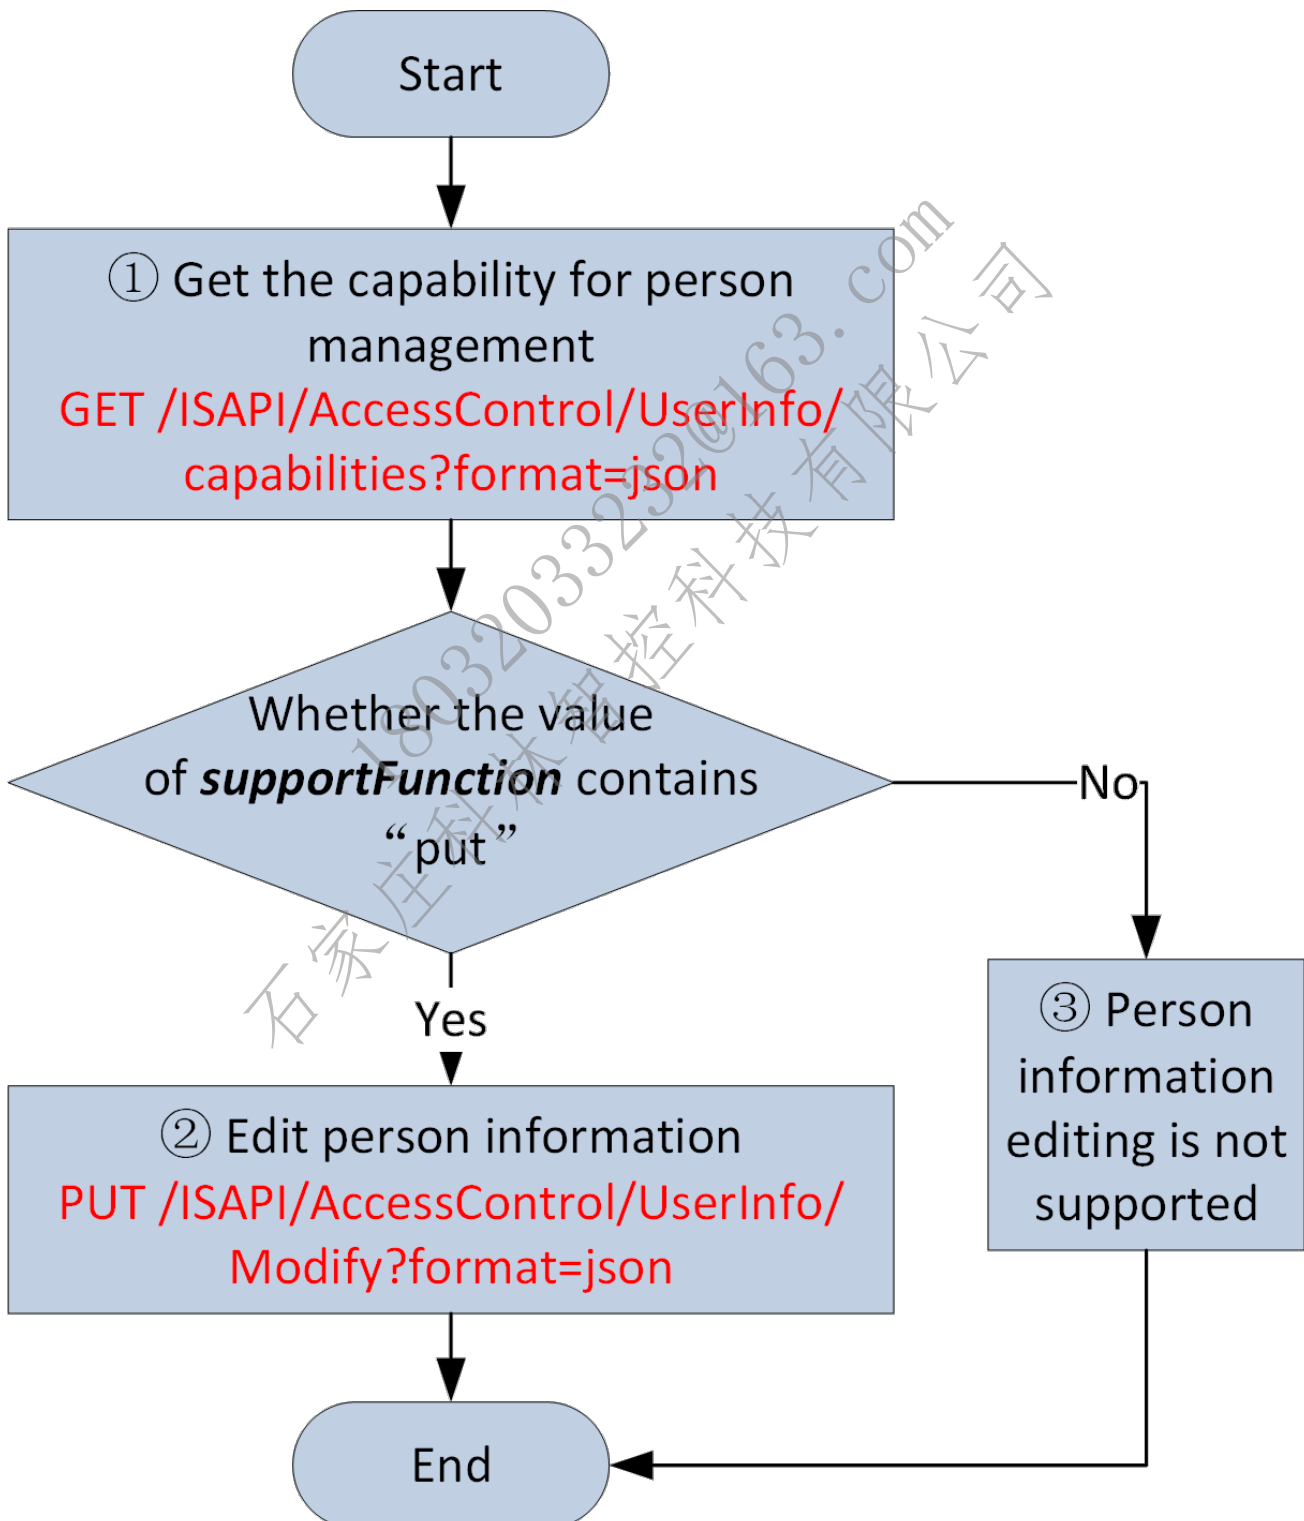 Start
① Get the capability for person
management
GET /ISAPI/AccessControl/UserInfo/
capabilities?format=json
Whether the value
of supportFunction contains
“put”
No
Yes
② Edit person information
PUT /ISAPI/AccessControl/UserInfo/
Modify?format=json
③ Person
information
editing is not
supported
End
18032033232@163.com
石家庄科林智控科技有限公司